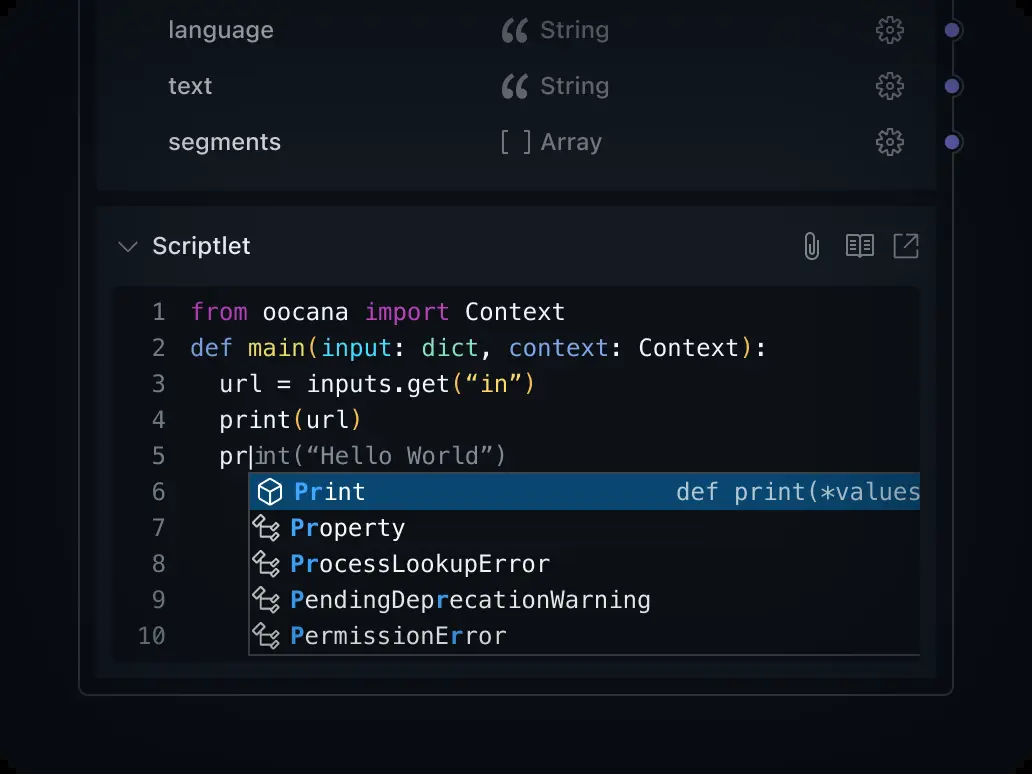 language “ String
text “ String
segments [ ] Array
Scriptlet
1 from oocana import Context
2 def main(input: dict, context: Context):
3 url = inputs.get(“in”)
4 print(url)
5 print(“Hello World”)
6 Print def print(*values
7 Property
8 ProcessLookupError
9 PendingDeprecationWarning
10 PermissionError